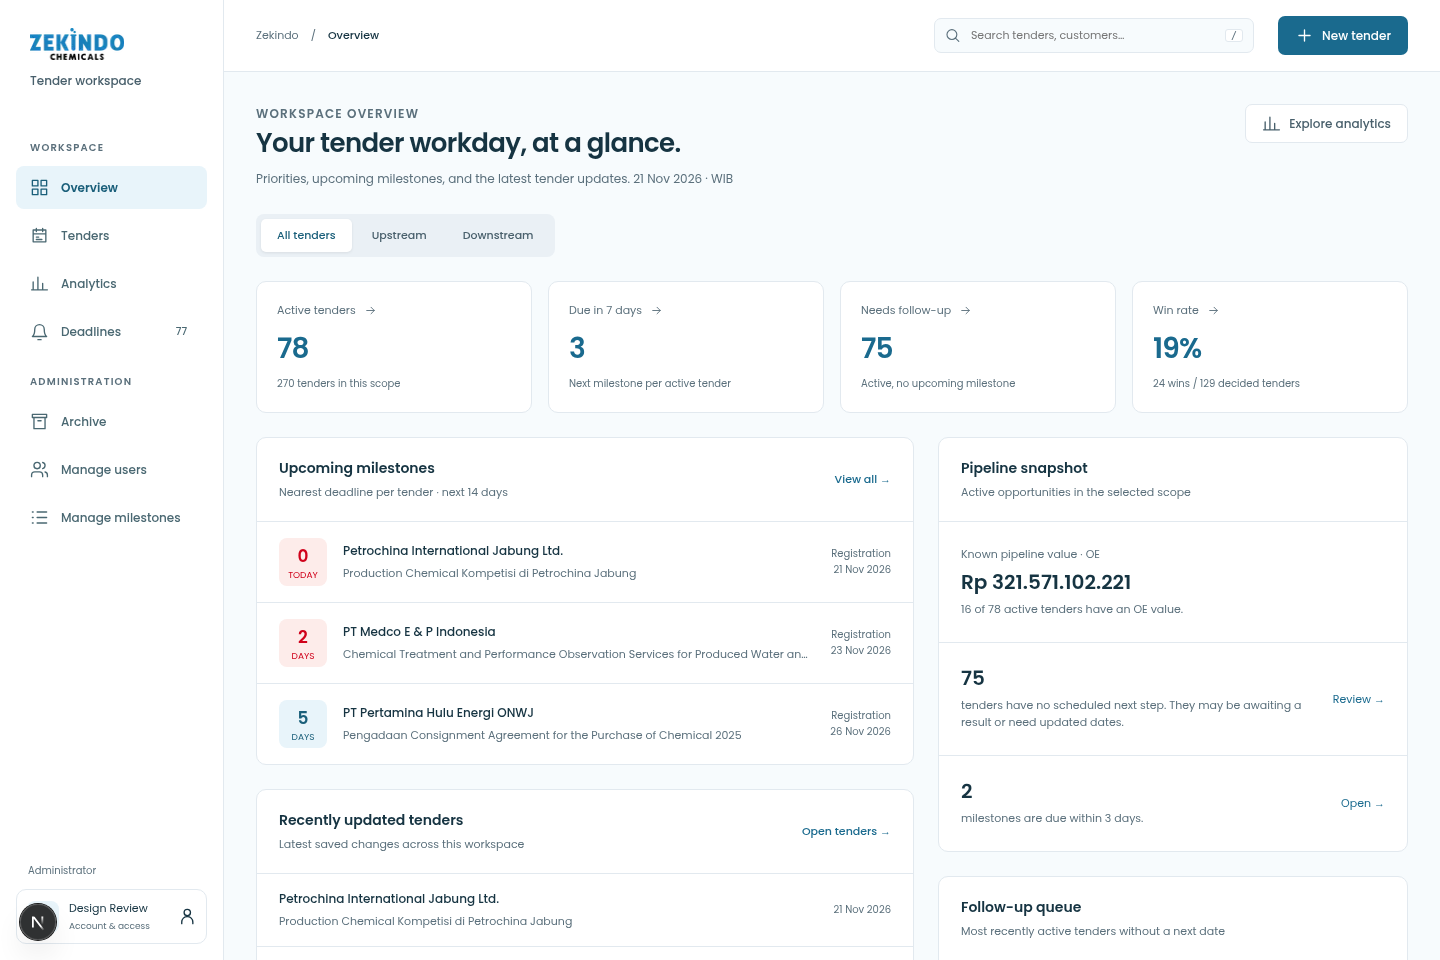 ZEKINDO
CHEMICALS
Tender workspace
WORKSPACE
Overview
Tenders
Analytics
Deadlines 77
ADMINISTRATION
Archive
Manage users
Manage milestones
Administrator
N
Design Review
Account & access
Zekindo / Overview
Search tenders, customers... /
New tender
WORKSPACE OVERVIEW
Your tender workday, at a glance.
Priorities, upcoming milestones, and the latest tender updates. 21 Nov 2026 · WIB
Explore analytics
All tenders Upstream Downstream
Active tenders →
78
270 tenders in this scope
Due in 7 days →
3
Next milestone per active tender
Needs follow-up →
75
Active, no upcoming milestone
Win rate →
19%
24 wins / 129 decided tenders
Upcoming milestones
Nearest deadline per tender · next 14 days
View all →
0
TODAY
Petrochina International Jabung Ltd.
Production Chemical Kompetisi di Petrochina Jabung
Registration
21 Nov 2026
2
DAYS
PT Medco E & P Indonesia
Chemical Treatment and Performance Observation Services for Produced Water an...
Registration
23 Nov 2026
5
DAYS
PT Pertamina Hulu Energi ONWJ
Pengadaan Consignment Agreement for the Purchase of Chemical 2025
Registration
26 Nov 2026
Recently updated tenders
Latest saved changes across this workspace
Open tenders →
Petrochina International Jabung Ltd.
Production Chemical Kompetisi di Petrochina Jabung
21 Nov 2026
Pipeline snapshot
Active opportunities in the selected scope
Known pipeline value · OE
Rp 321.571.102.221
16 of 78 active tenders have an OE value.
75
tenders have no scheduled next step. They may be awaiting a
result or need updated dates.
Review →
2
milestones are due within 3 days.
Open →
Follow-up queue
Most recently active tenders without a next date